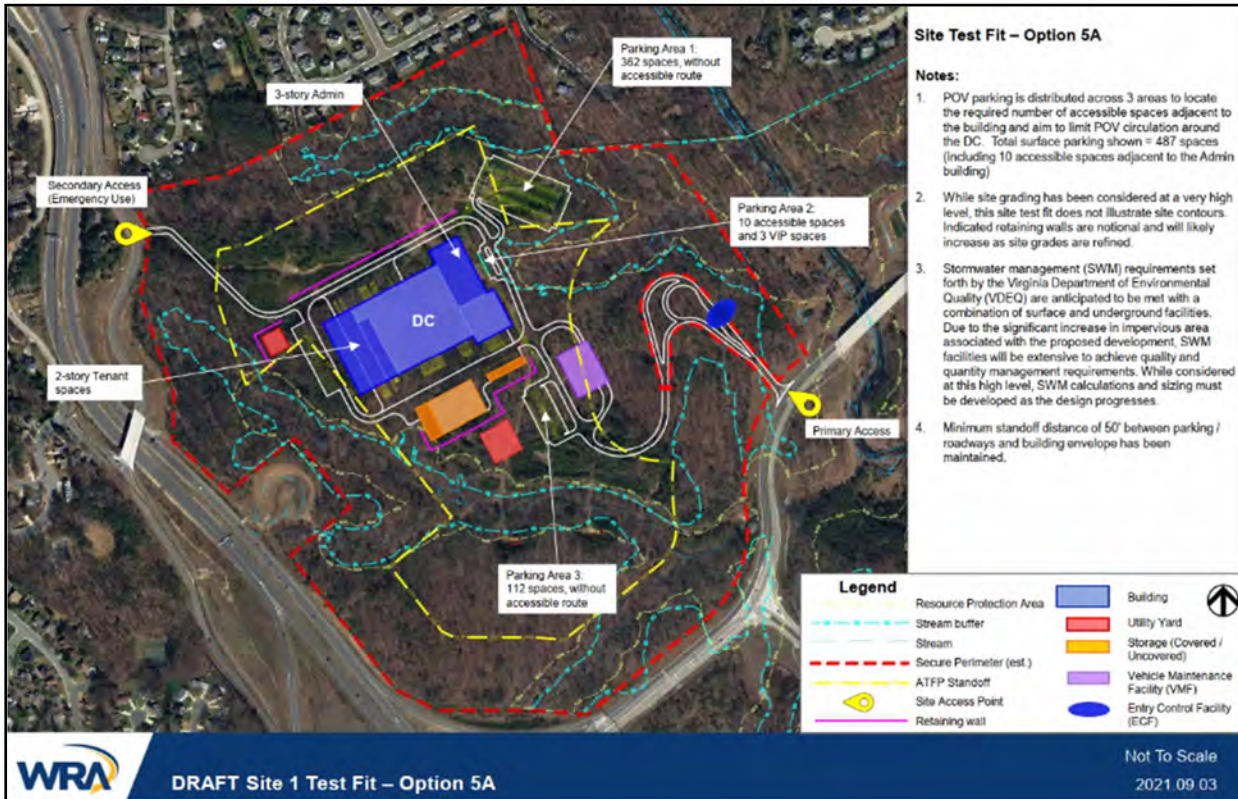 Site Test Fit – Option 5A
Notes:
1. POV parking is distributed across 3 areas to locate
the required number of accessible spaces adjacent to
the building and aim to limit POV circulation around
the DC. Total surface parking shown = 487 spaces
(including 10 accessible spaces adjacent to the Admin
building)
2. While site grading has been considered at a very high
level, this site test fit does not illustrate site contours.
Indicated retaining walls are notional and will likely
increase as site grades are refined.
3. Stormwater management (SWM) requirements set
forth by the Virginia Department of Environmental
Quality (VDEQ) are anticipated to be met with a
combination of surface and underground facilities.
Due to the significant increase in impervious area
associated with the proposed development, SWM
facilities will be extensive to achieve quality and
quantity management requirements. While considered
at this high level, SWM calculations and sizing must
be developed as the design progresses.
4. Minimum standoff distance of 50' between parking /
roadways and building envelope has been
maintained.
Parking Area 1:
362 spaces, without
accessible route
3-story Admin
Secondary Access
(Emergency Use)
Parking Area 2:
10 accessible spaces
and 3 VIP spaces
DC
2-story Tenant
spaces
Primary Access
Parking Area 3:
112 spaces, without
accessible route
Legend
Resource Protection Area
Stream buffer
Stream
Secure Perimeter (est.)
ATFP Standoff
Site Access Point
Retaining wall
Building
Utility Yard
Storage (Covered /
Uncovered)
Vehicle Maintenance
Facility (VMF)
Entry Control Facility
(ECF)
WRA
DRAFT Site 1 Test Fit – Option 5A
Not To Scale
2021.09.03